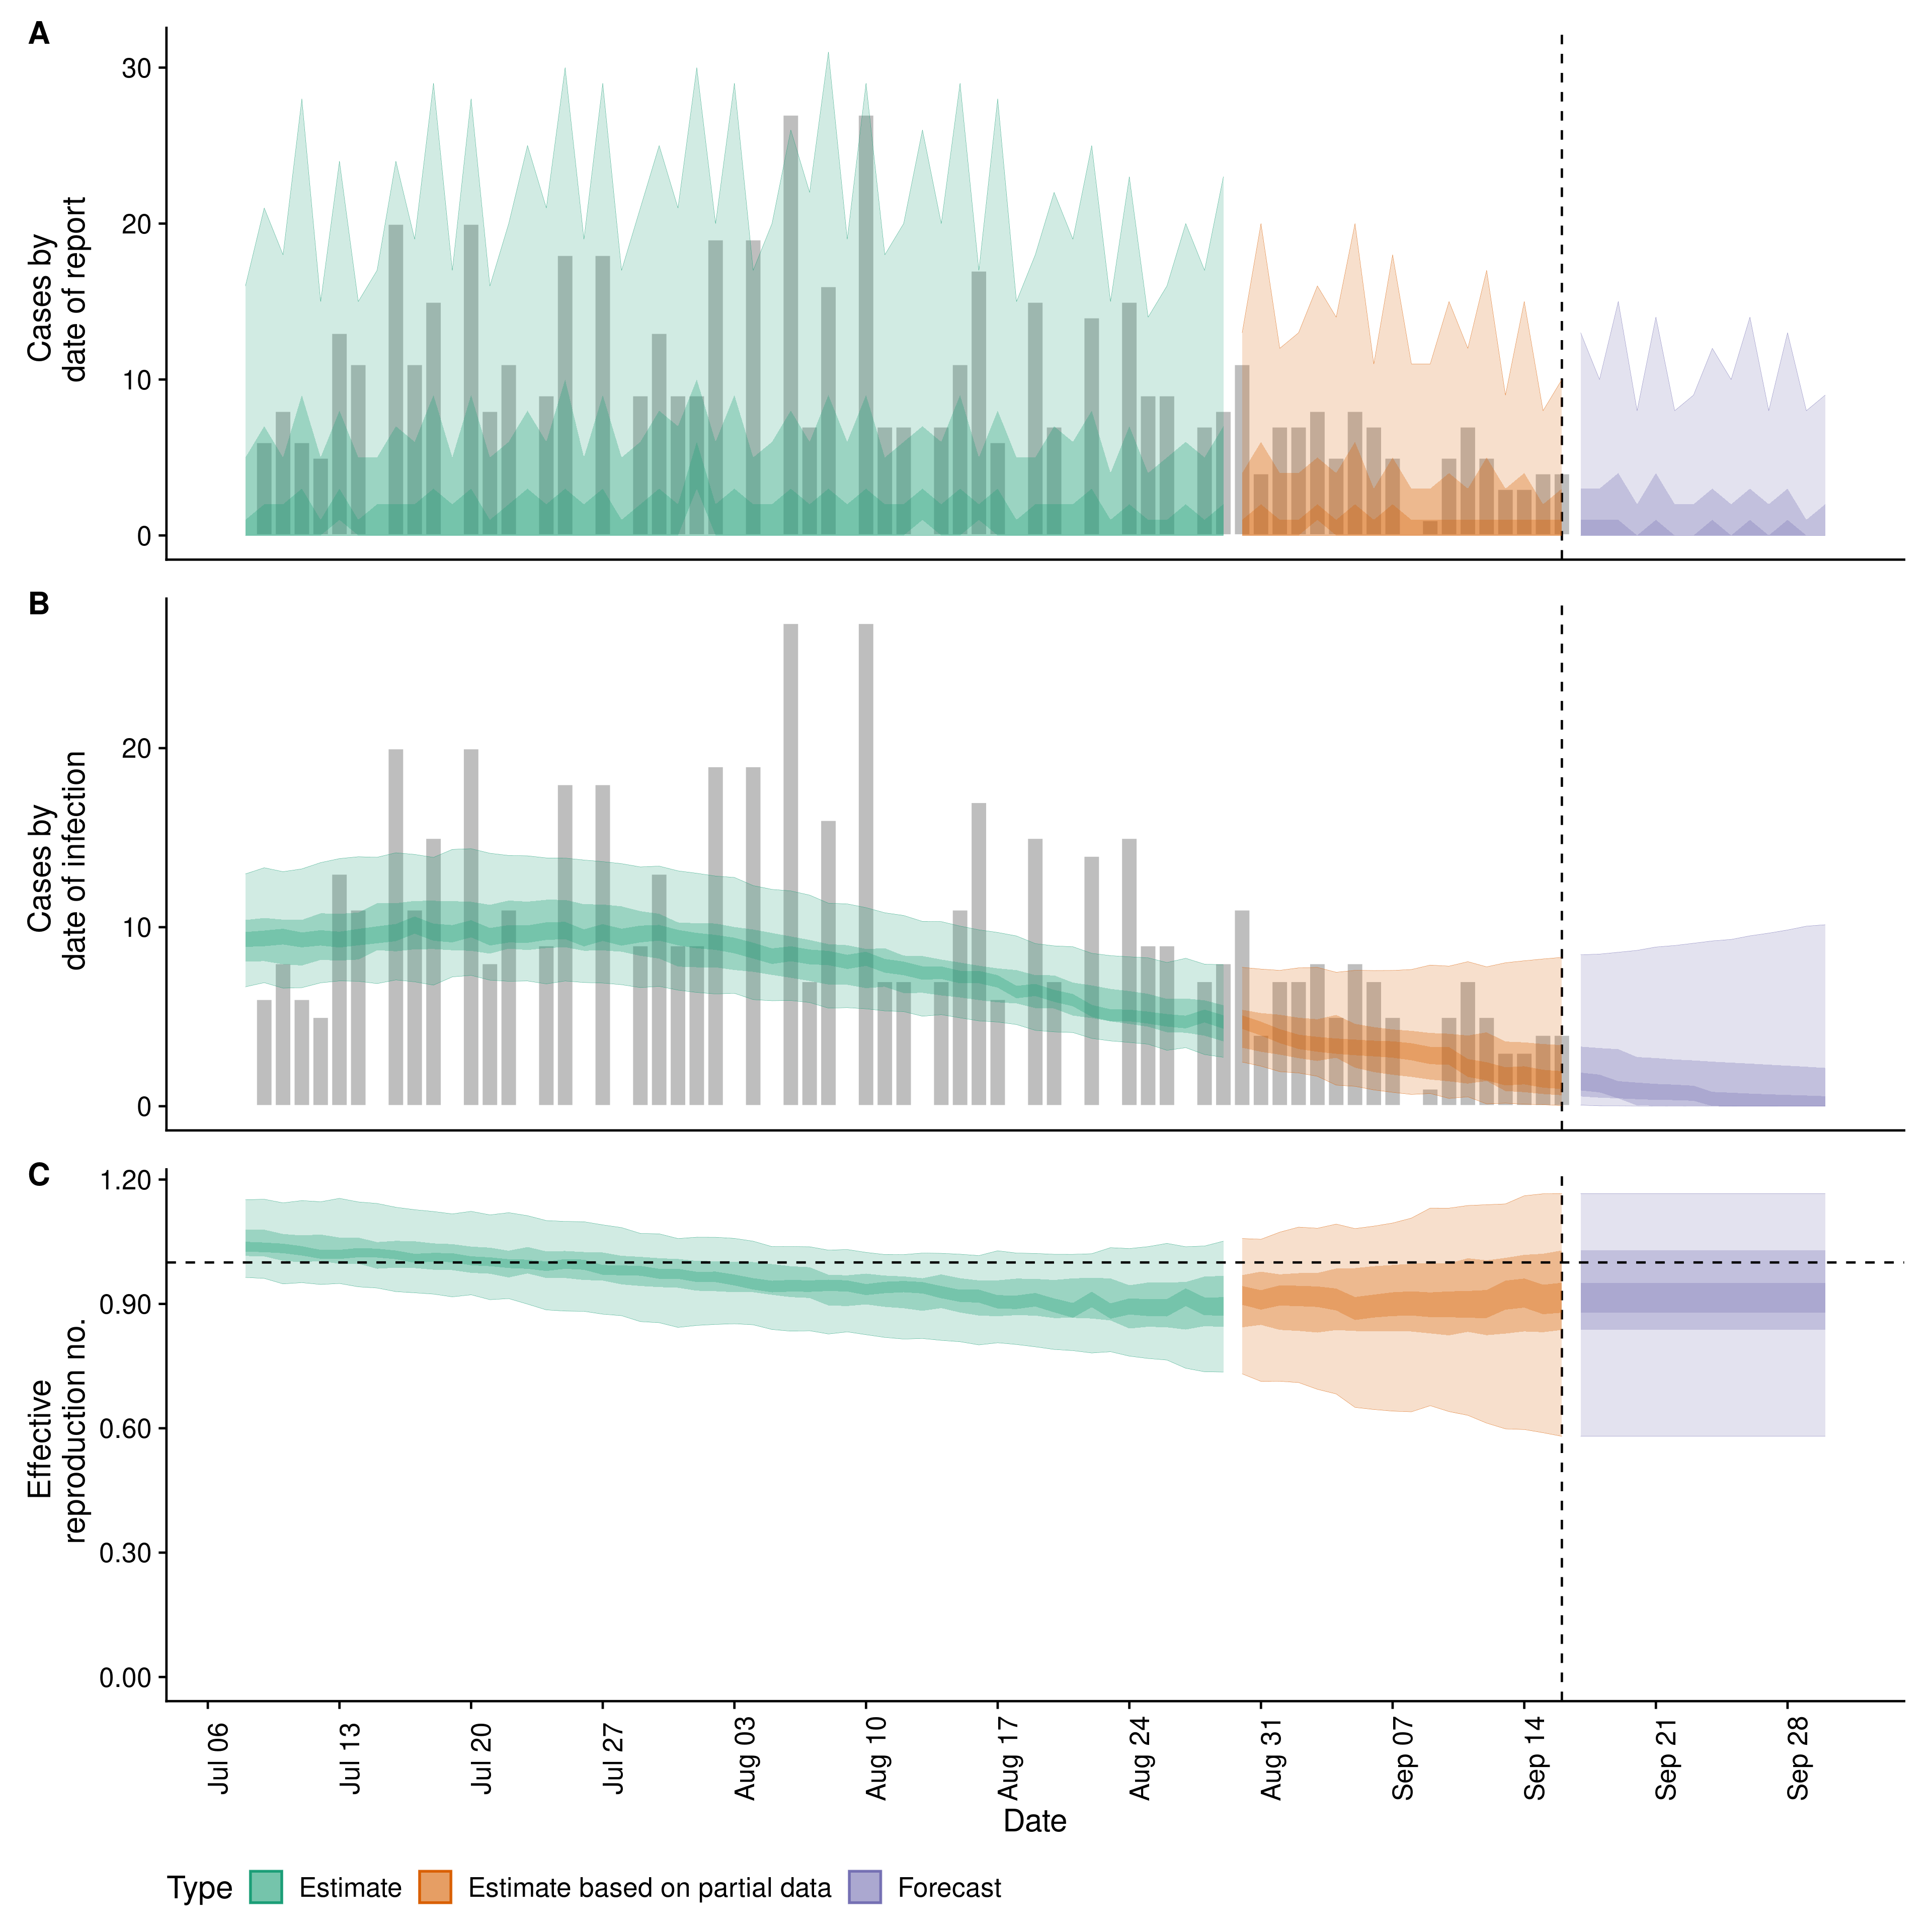 A
30
20
10
0
Cases by
date of report
B
20
10
0
Cases by
date of infection
C
1.20
0.90
0.60
0.30
0.00
Effective
reproduction no.
Jul 06
Jul 13
Jul 20
Jul 27
Aug 03
Aug 10
Aug 17
Aug 24
Aug 31
Sep 07
Sep 14
Sep 21
Sep 28
Date
Type Estimate Estimate based on partial data Forecast